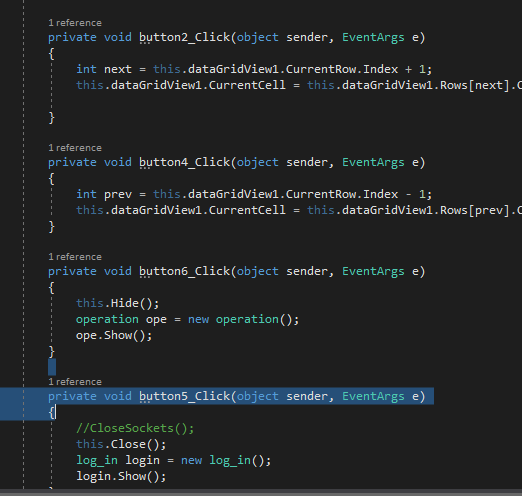 1 reference
private void button2_Click(object sender, EventArgs e)
{
int next = this.dataGridView1.CurrentRow.Index + 1;
this.dataGridView1.CurrentCell = this.dataGridView1.Rows[next].C
}
1 reference
private void button4_Click(object sender, EventArgs e)
{
int prev = this.dataGridView1.CurrentRow.Index - 1;
this.dataGridView1.CurrentCell = this.dataGridView1.Rows[prev].C
}
1 reference
private void button6_Click(object sender, EventArgs e)
{
this.Hide();
operation ope = new operation();
ope.Show();
}
1 reference
private void button5_Click(object sender, EventArgs e)
{
//CloseSockets();
this.Close();
log_in login = new log_in();
login.Show();
}